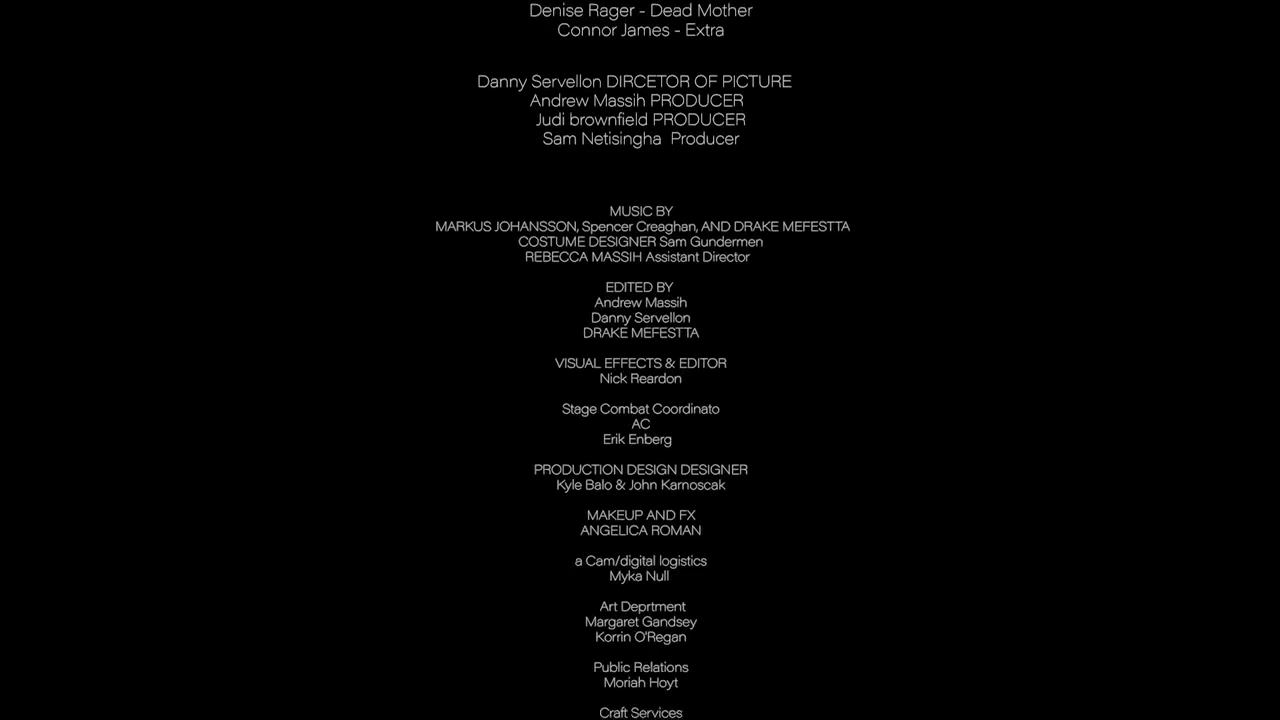 Denise Rager - Dead Mother
Connor James - Extra
Danny Servellon DIRCETOR OF PICTURE
Andrew Massih PRODUCER
Judi brownfield PRODUCER
Sam Netisingha  Producer
MUSIC BY
MARKUS JOHANSSON, Spencer Creaghan, AND DRAKE MEFESTTA
COSTUME DESIGNER Sam Gundermen
REBECCA MASSIH Assistant Director
EDITED BY
Andrew Massih
Danny Servellon
DRAKE MEFESTTA
VISUAL EFFECTS & EDITOR
Nick Reardon
Stage Combat Coordinato
AC
Erik Enberg
PRODUCTION DESIGN DESIGNER
Kyle Balo & John Karnoscak
MAKEUP AND FX
ANGELICA ROMAN
a Cam/digital logistics
Myka Null
Art Deprtment
Margaret Gandsey
Korrin O'Regan
Public Relations
Moriah Hoyt
Craft Services